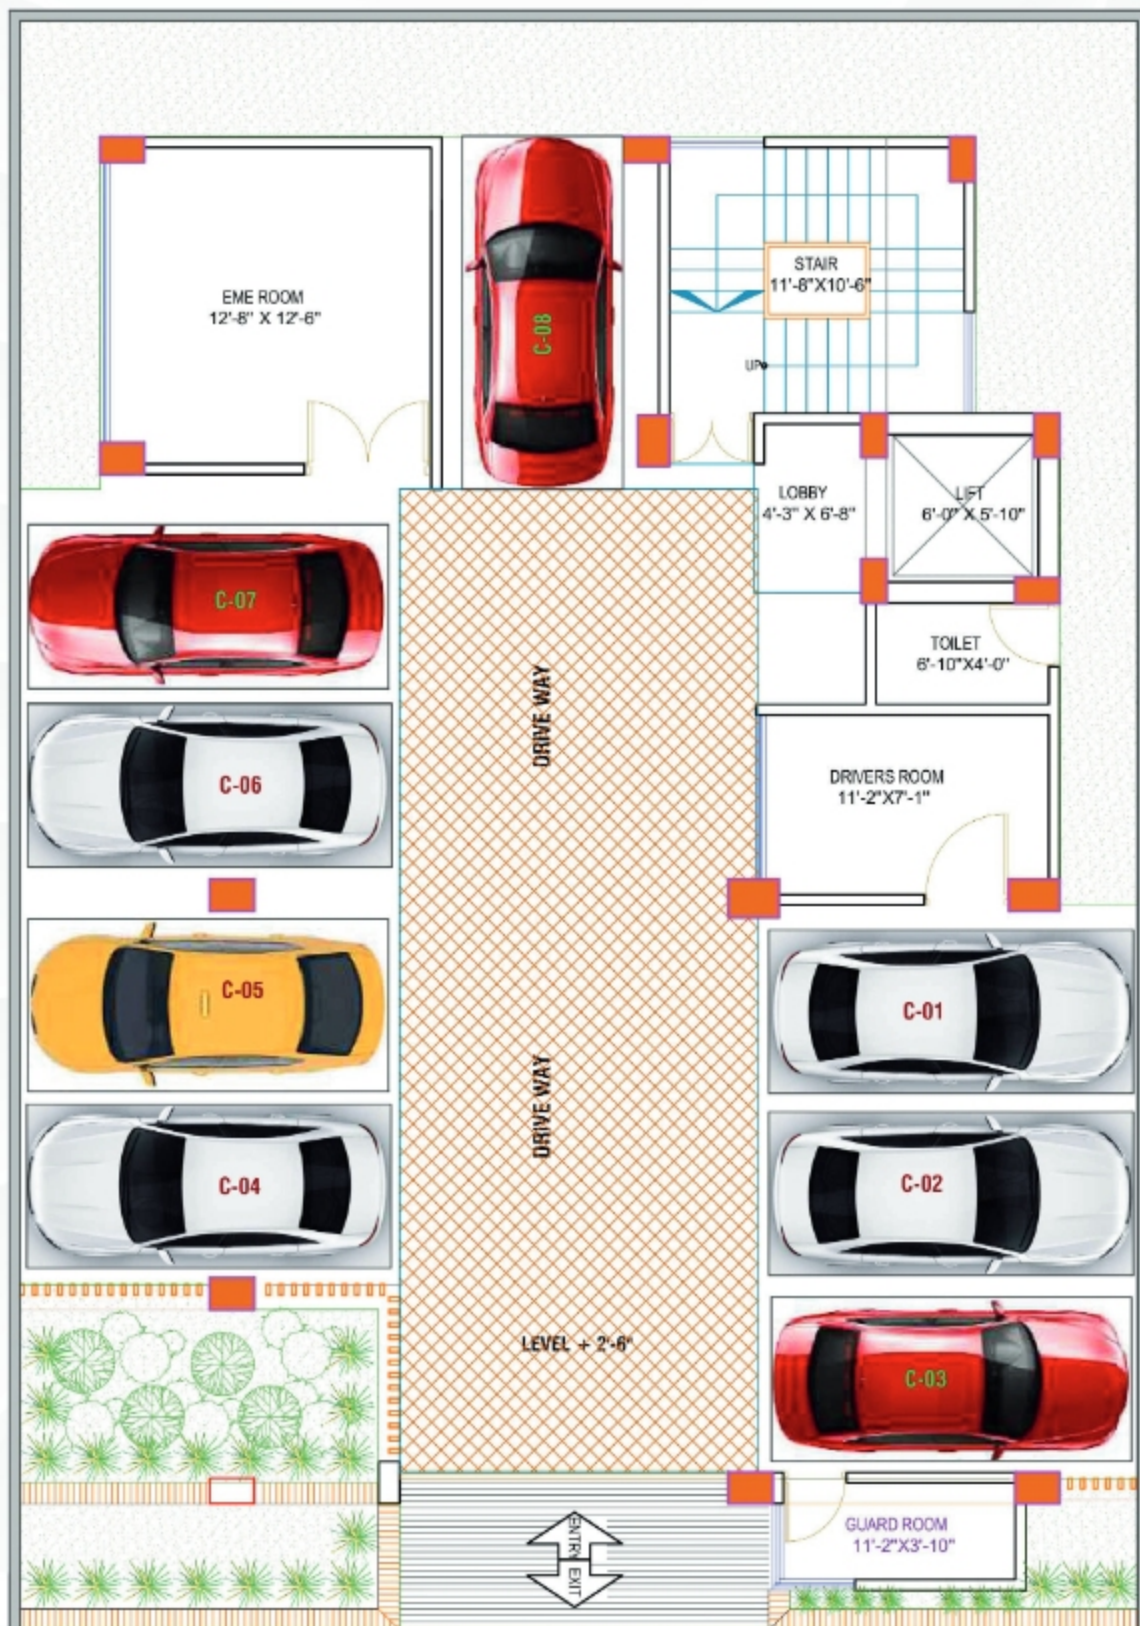 EME ROOM
12'-8" X 12'-6"
C-08
STAIR
11'-8"X10'-6"
UP
LOBBY
4'-3" X 6'-8"
LIFT
6'-0" X 5'-10"
C-07
TOILET
6'-10"X4'-0"
DRIVE WAY
C-06
DRIVERS ROOM
11'-2"X7'-1"
C-05
C-01
DRIVE WAY
C-04
C-02
LEVEL + 2'-6"
C-03
GUARD ROOM
11'-2"X3'-10"
ENTRY
EXIT